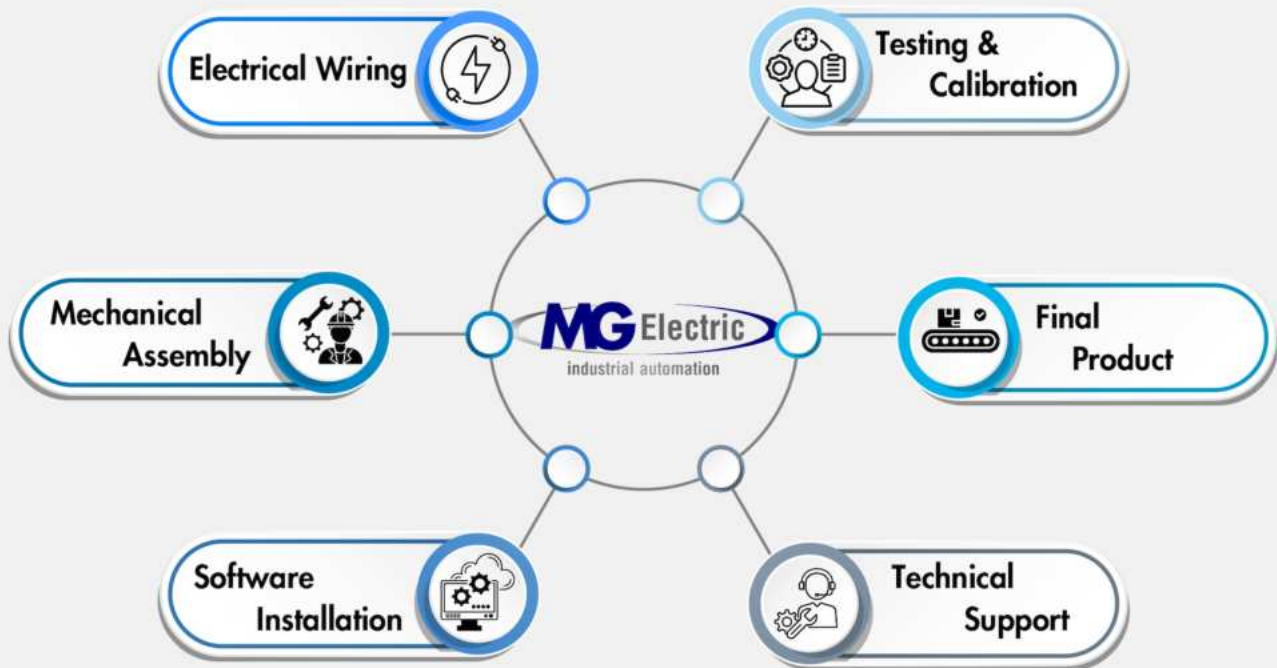 Electrical Wiring
Testing &
Calibration
Mechanical
Assembly
MG Electric
industrial automation
Final
Product
Software
Installation
Technical
Support